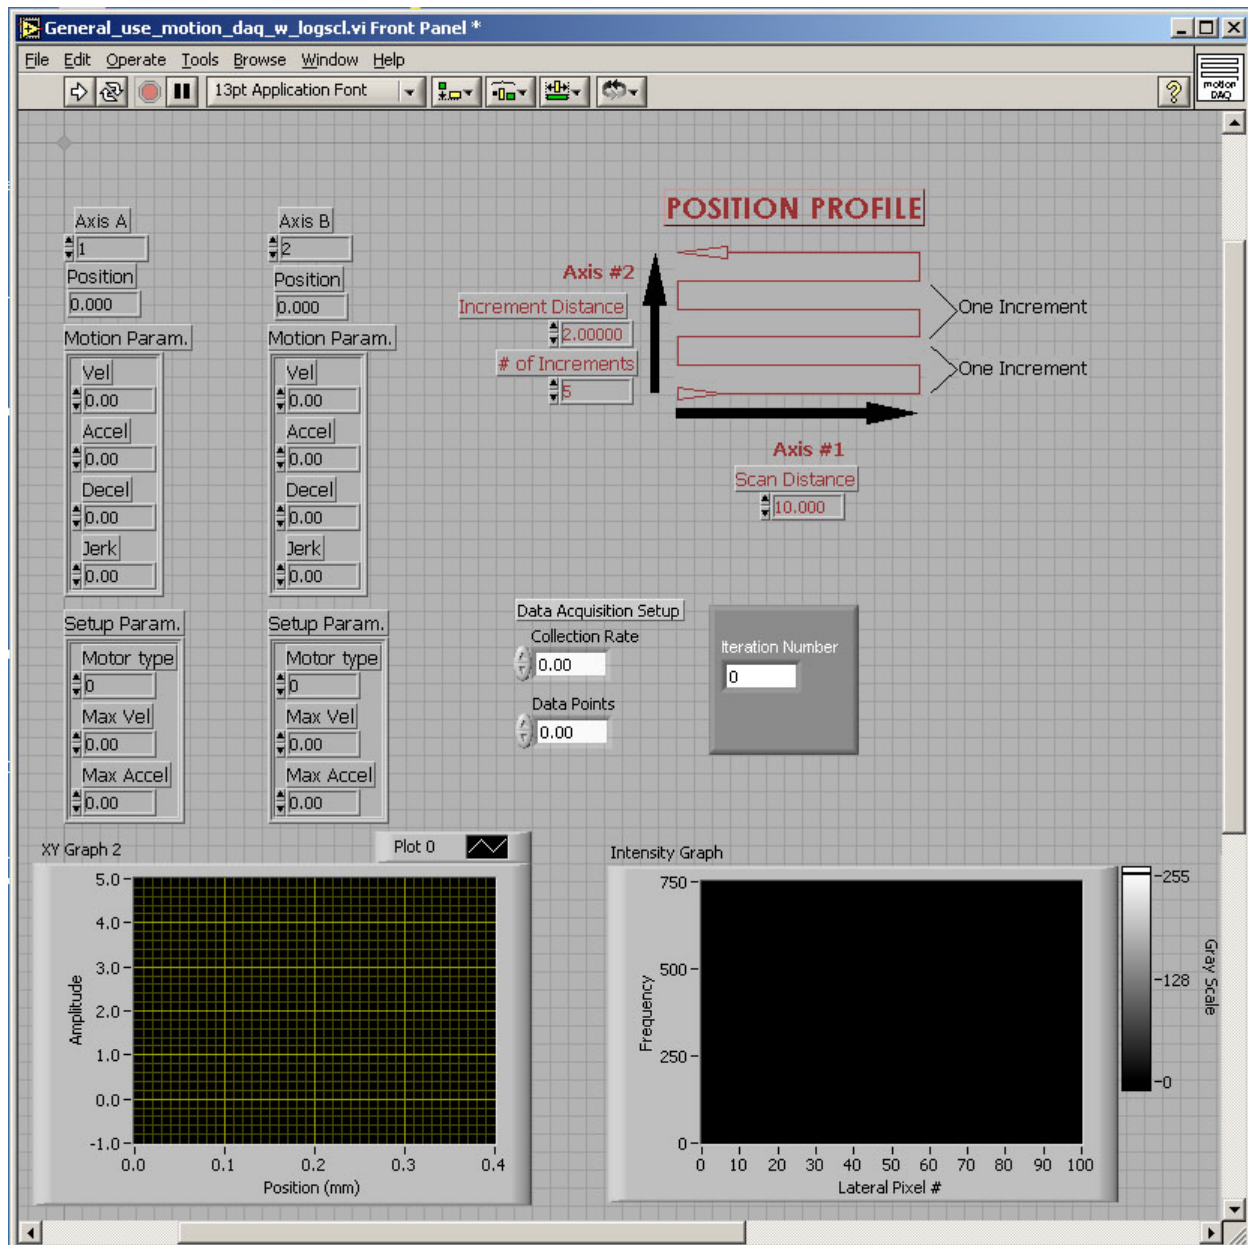 General_use_motion_daq_w_logscl.vi Front Panel *
File Edit Operate Tools Browse Window Help
13pt Application Font
?
motion
DAQ
POSITION PROFILE
Axis A
1
Position
0.000
Motion Param.
Vel
0.00
Accel
0.00
Decel
0.00
Jerk
0.00
Setup Param.
Motor type
0
Max Vel
0.00
Max Accel
0.00
Axis B
2
Position
0.000
Motion Param.
Vel
0.00
Accel
0.00
Decel
0.00
Jerk
0.00
Setup Param.
Motor type
0
Max Vel
0.00
Max Accel
0.00
Axis #2
Increment Distance
2.00000
# of Increments
5
One Increment
One Increment
Axis #1
Scan Distance
10.000
Data Acquisition Setup
Collection Rate
0.00
Data Points
0.00
Iteration Number
0
XY Graph 2
Plot 0
Amplitude
5.0
4.0
3.0
2.0
1.0
0.0
-1.0
0.0 0.1 0.2 0.3 0.4
Position (mm)
Intensity Graph
Frequency
750
500
250
0
0 10 20 30 40 50 60 70 80 90 100
Lateral Pixel #
255
128
0
Gray Scale